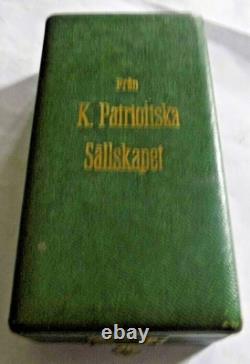 Från
K. Patriotiska
Sällskapet